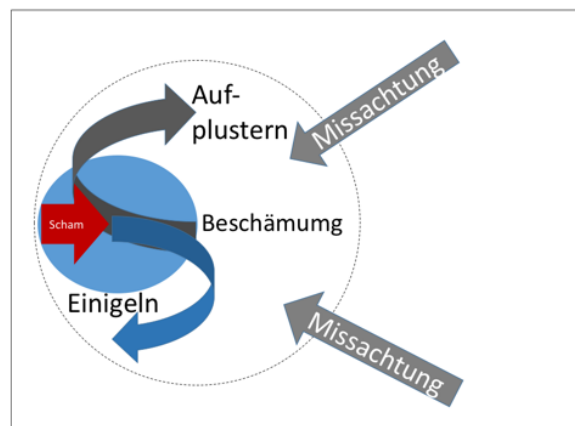 Auf-
plustern
Missachtung
Scham
Beschämumg
Einigeln
Missachtung